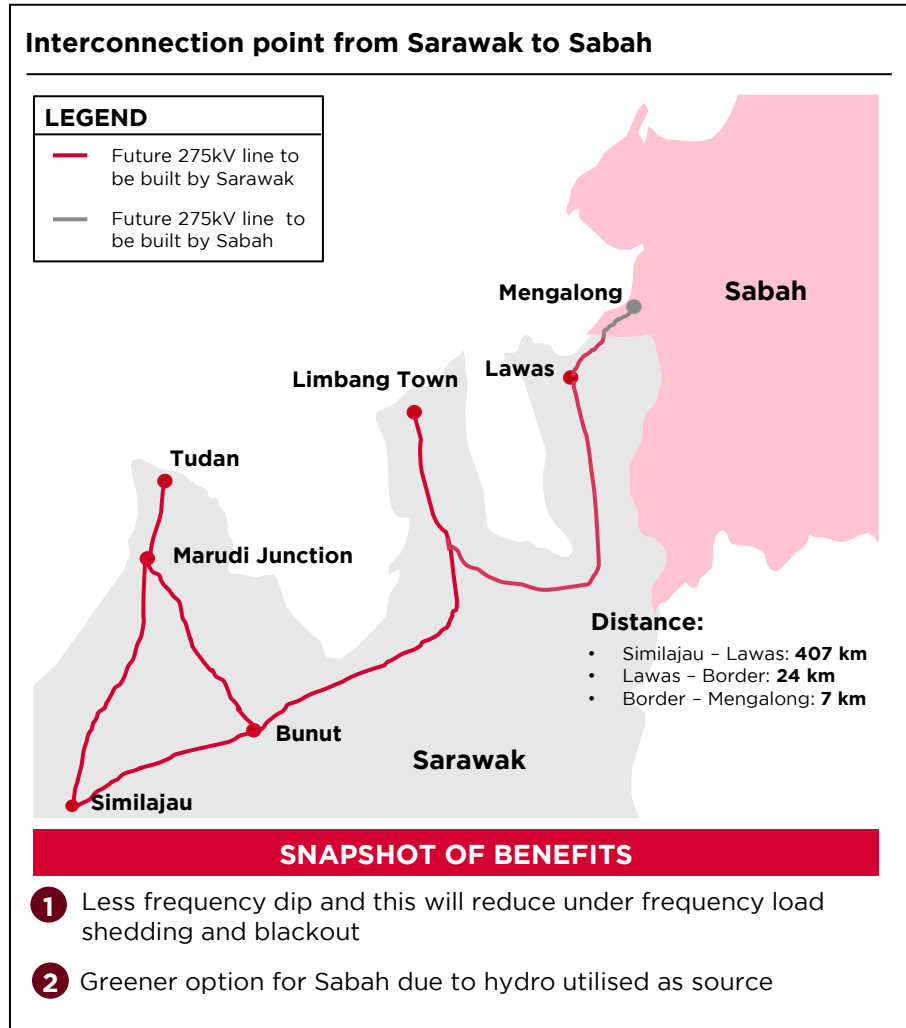 Interconnection point from Sarawak to Sabah
LEGEND
Future 275kV line to
be built by Sarawak
Future 275kV line to
be built by Sabah
Mengalong
Sabah
Lawas
Limbang Town
Tudan
Marudi Junction
Distance:
• Similajau – Lawas: 407 km
• Lawas – Border: 24 km
• Border – Mengalong: 7 km
Bunut
Sarawak
Similajau
SNAPSHOT OF BENEFITS
1 Less frequency dip and this will reduce under frequency load
shedding and blackout
2 Greener option for Sabah due to hydro utilised as source